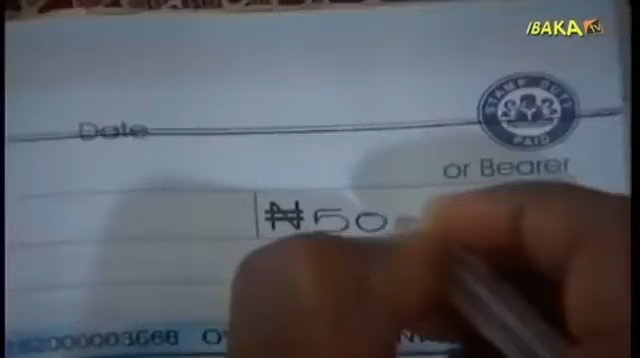 IBAKA TV
Date
STAMP DUTY
PAID
or Bearer
₦ 50